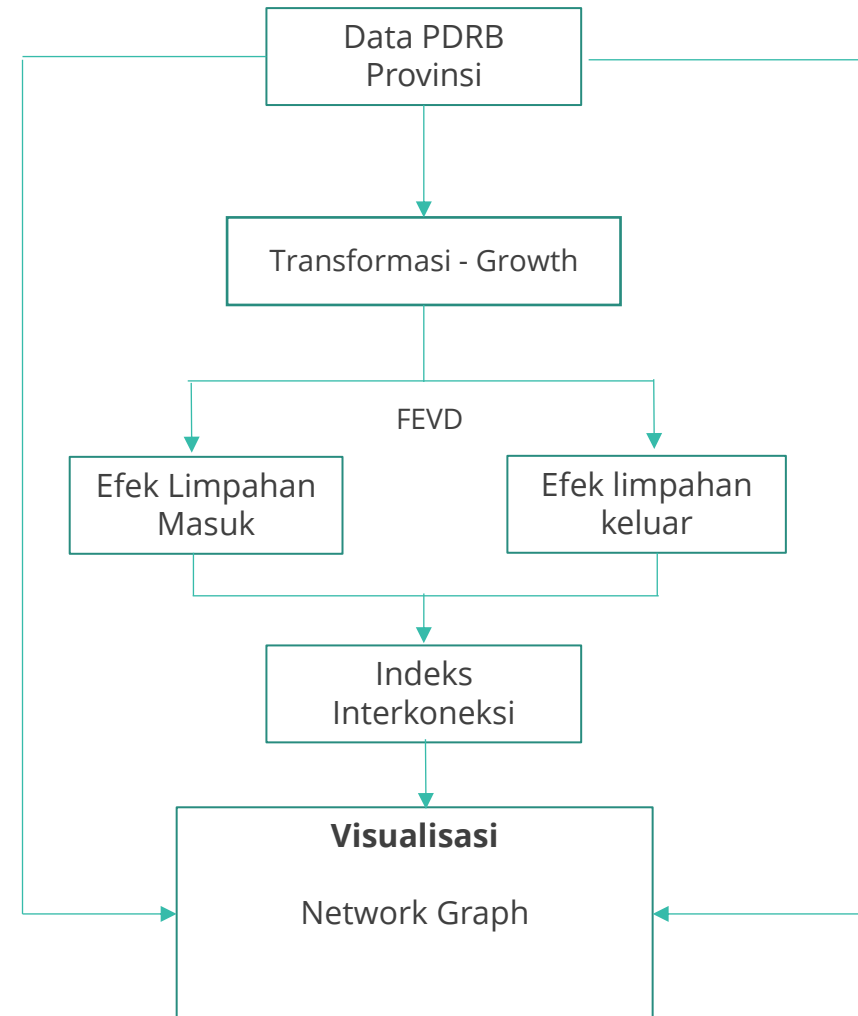 Data PDRB
Provinsi
Transformasi - Growth
FEVD
Efek Limpahan
Masuk
Efek limpahan
keluar
Indeks
Interkoneksi
Visualisasi
Network Graph